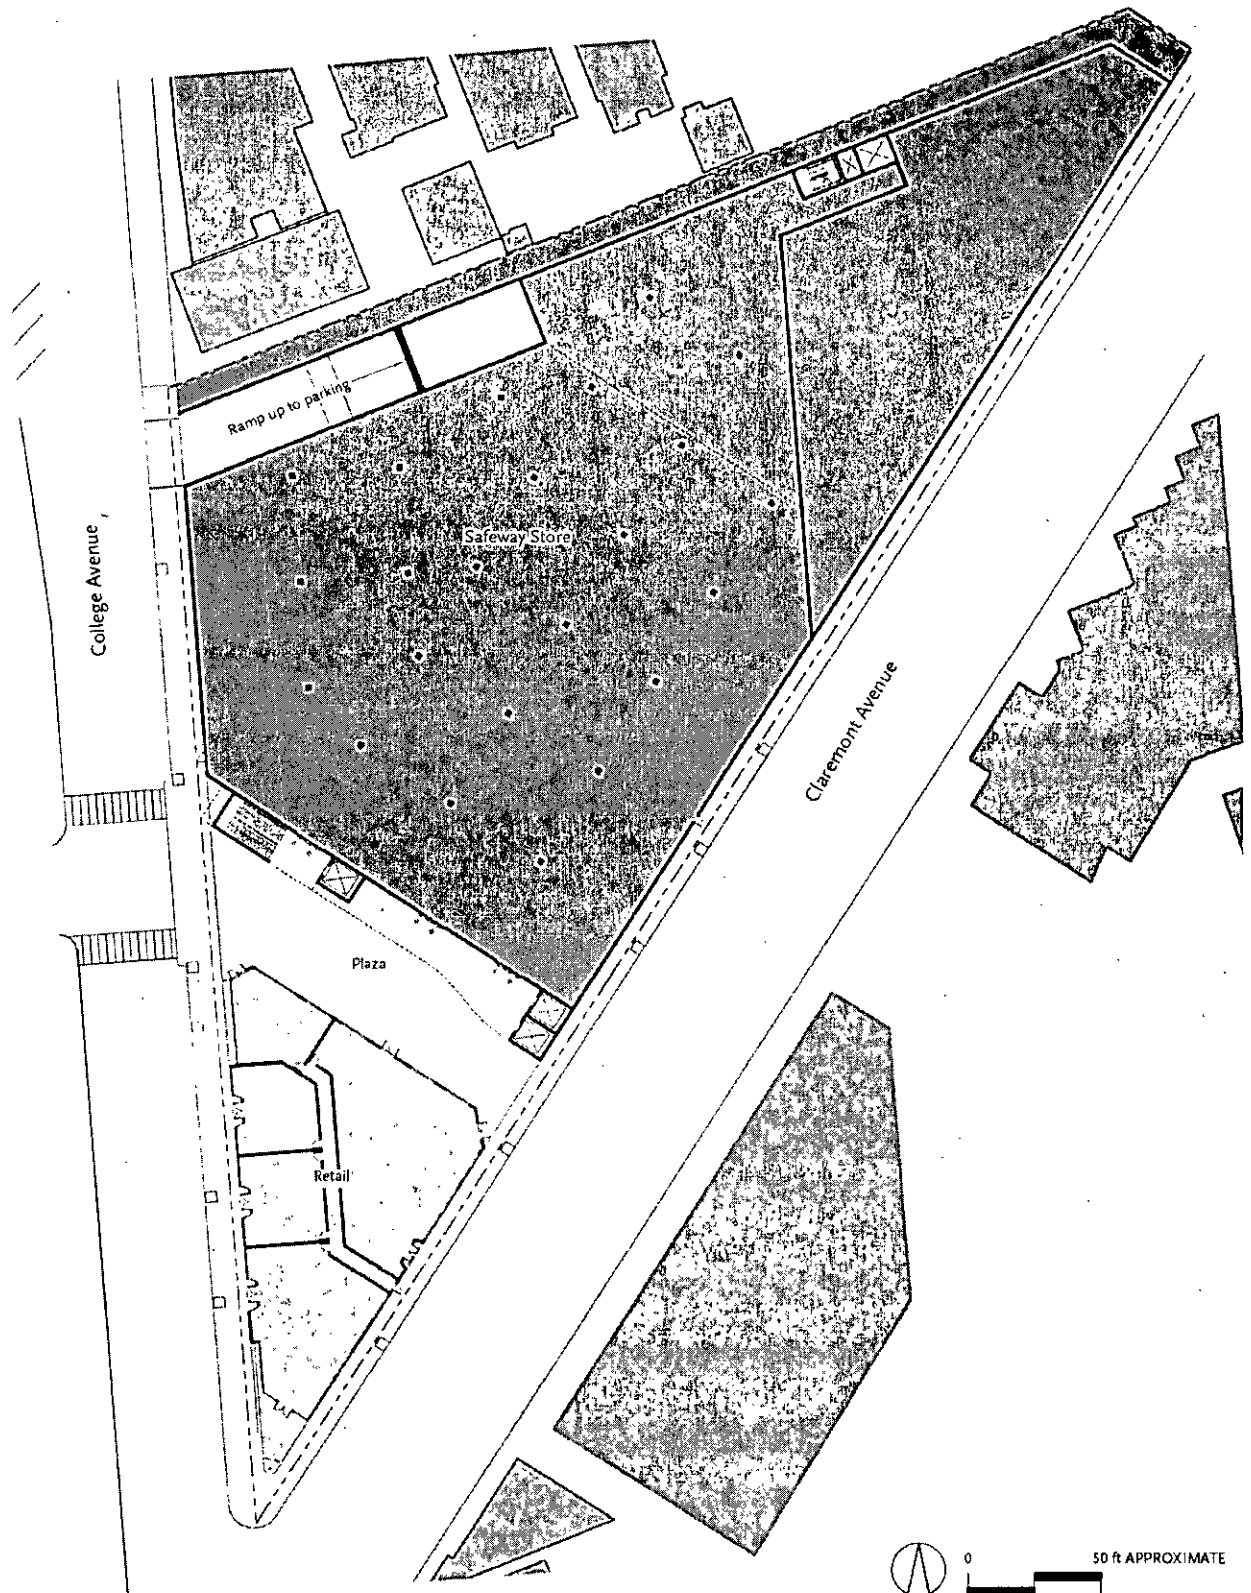 Ramp up to parking
College Avenue
Safeway Store
Claremont Avenue
Plaza
Retail
0 50 ft APPROXIMATE